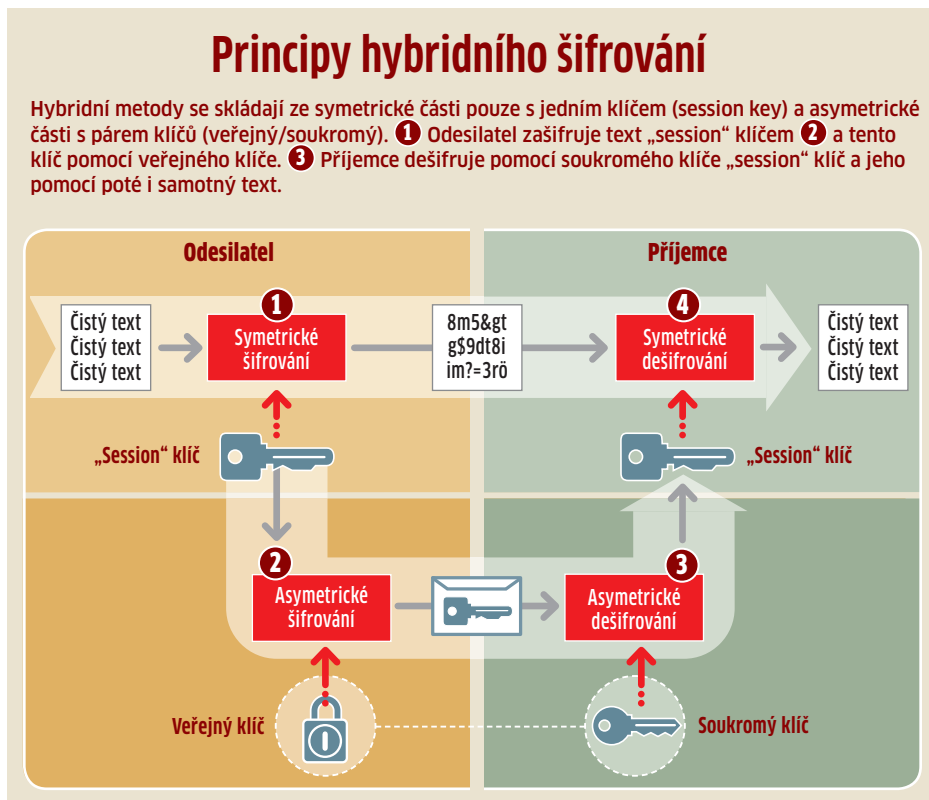 Principy hybridního šifrování
Hybridní metody se skládají ze symetrické části pouze s jedním klíčem (session key) a asymetrické
části s párem klíčů (veřejný/soukromý). 1 Odesilatel zašifruje text „session“ klíčem 2 a tento
klíč pomocí veřejného klíče. 3 Příjemce dešifruje pomocí soukromého klíče „session“ klíč a jeho
pomocí poté i samotný text.
Odesilatel
Příjemce
1
4
Čistý text
Čistý text
Čistý text
Symetrické
šifrování
8m5&gt
g$9dt8i
im?=3rö
Symetrické
dešifrování
Čistý text
Čistý text
Čistý text
„Session“ klíč
„Session“ klíč
2
3
Asymetrické
šifrování
Asymetrické
dešifrování
Veřejný klíč
Soukromý klíč